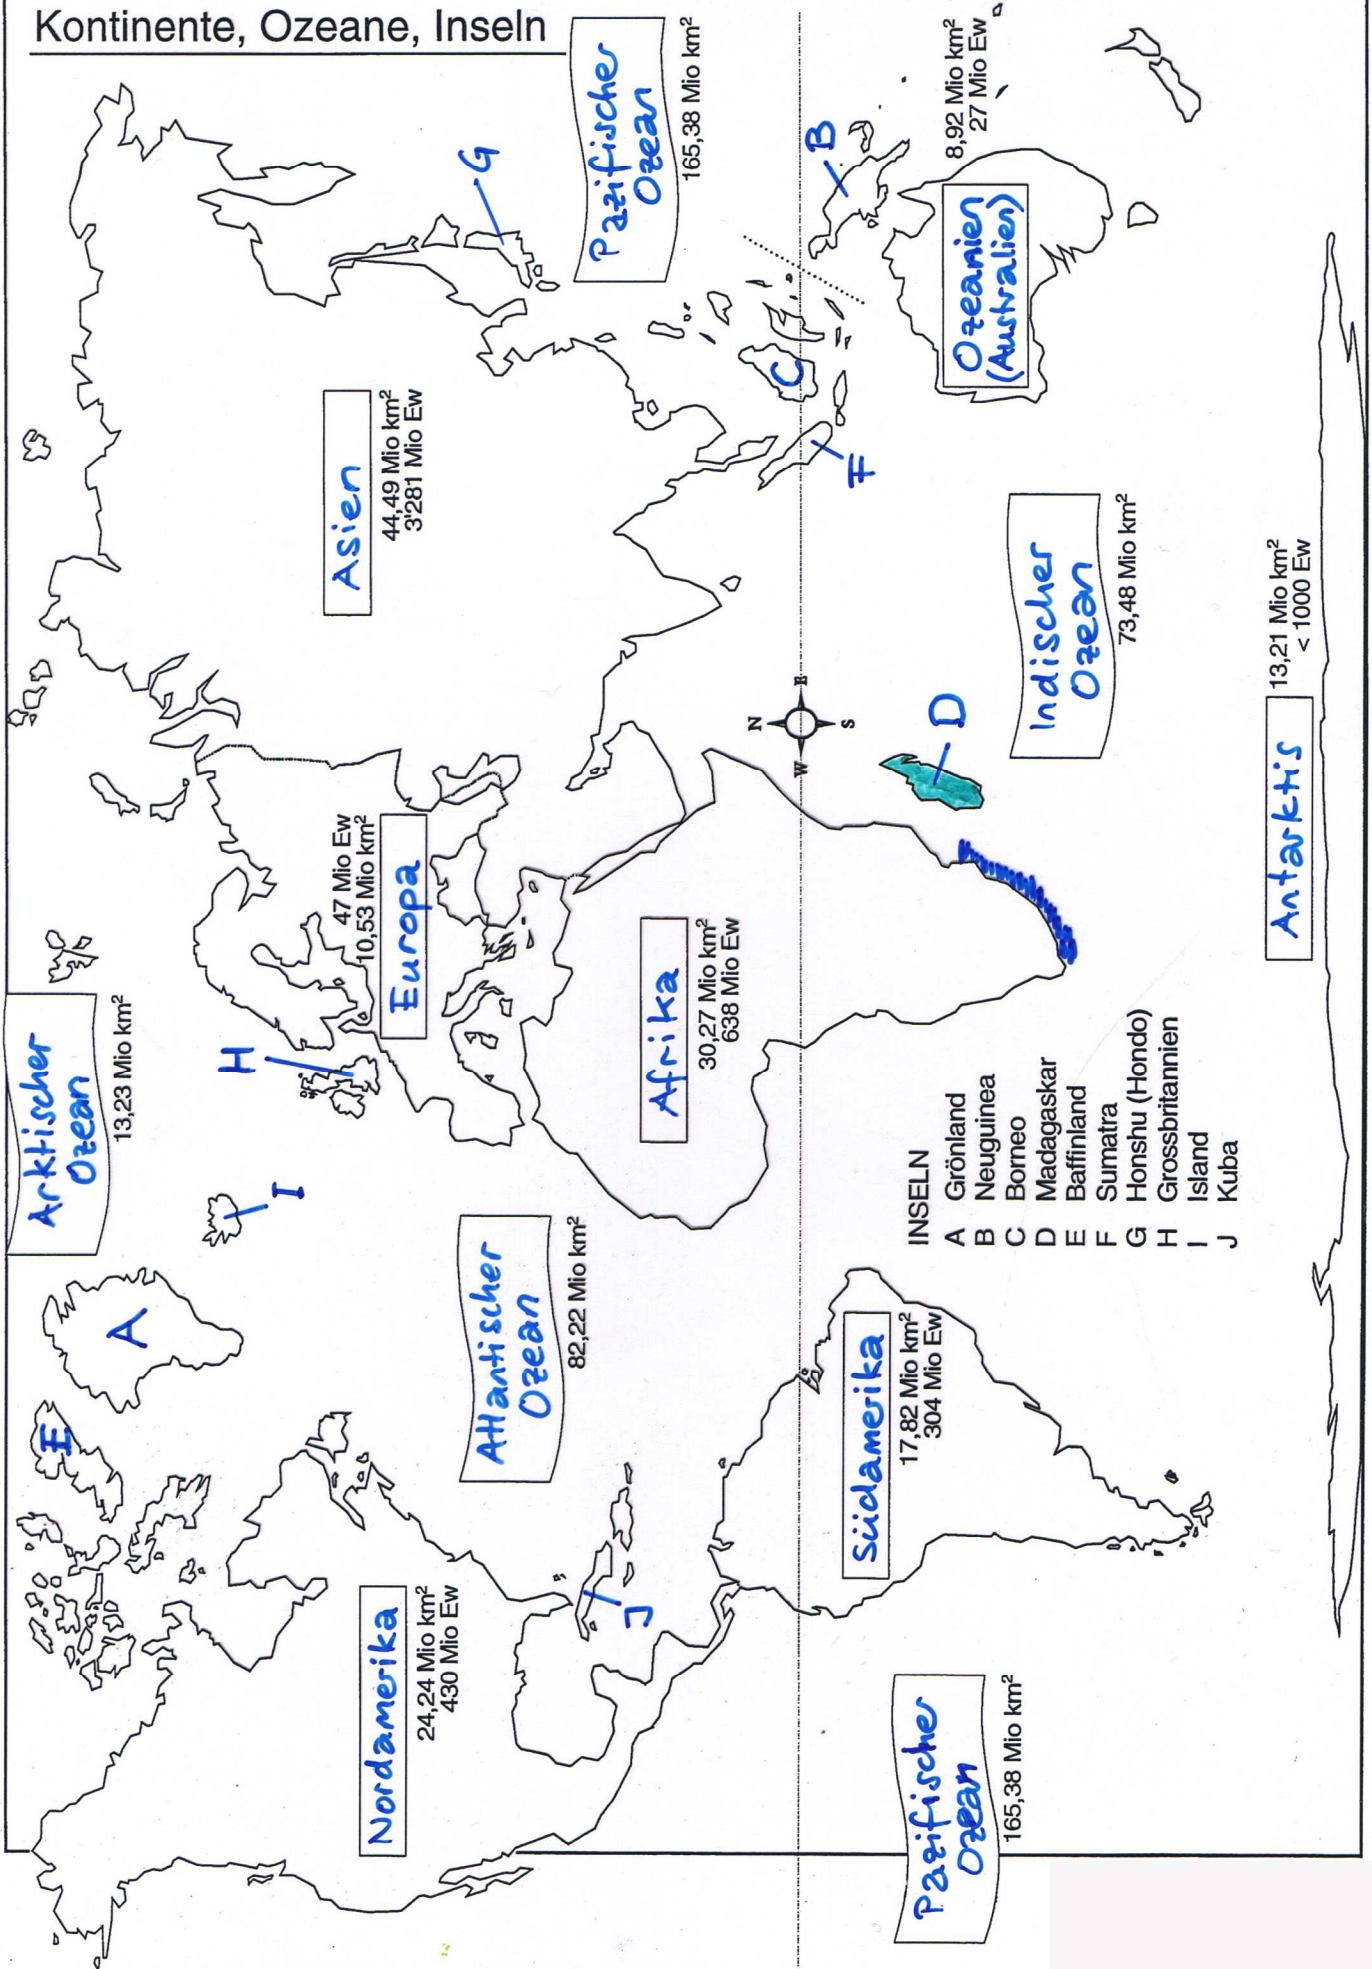 Kontinente, Ozeane, Inseln
Arktischer
Ozean
13,23 Mio km²
Nordamerika
24,24 Mio km²
430 Mio Ew
Atlantischer
Ozean
82,22 Mio km²
Europa
47 Mio Ew
10,53 Mio km²
Asien
44,49 Mio km²
3'281 Mio Ew
Pazifischer
Ozean
165,38 Mio km²
Afrika
30,27 Mio km²
638 Mio Ew
Südamerika
17,82 Mio km²
304 Mio Ew
Pazifischer
Ozean
165,38 Mio km²
Indischer
Ozean
73,48 Mio km²
Ozeanien
(Australien)
8,92 Mio km²
27 Mio Ew
Antarktis
13,21 Mio km²
< 1000 Ew
N
W
E
S
E
A
I
H
G
J
C
F
B
D
INSELN
A Grönland
B Neuguinea
C Borneo
D Madagaskar
E Baffinland
F Sumatra
G Honshu (Hondo)
H Grossbritannien
I Island
J Kuba